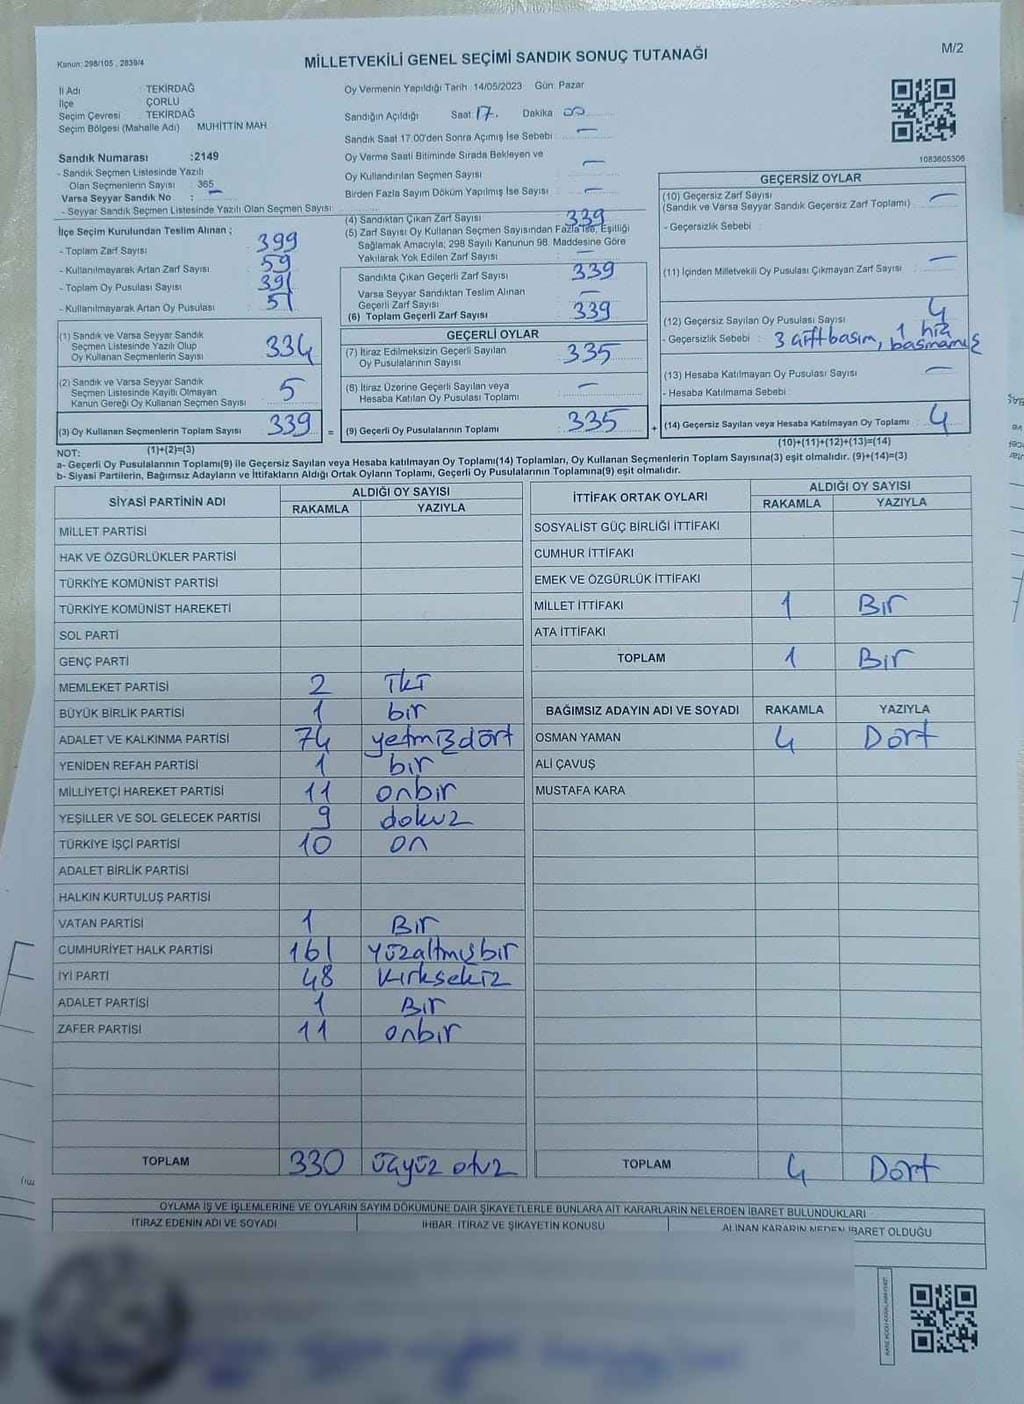 MİLLETVEKİLİ GENEL SEÇİMİ SANDIK SONUÇ TUTANAĞI
M/2
Kanun: 298/105 , 2839/4
İl Adı TEKİRDAĞ
İlçe ÇORLU
Seçim Çevresi TEKİRDAĞ
Seçim Bölgesi (Mahalle Adı) MUHİTTİN MAH
Sandık Numarası :2149
- Sandık Seçmen Listesinde Yazılı
Olan Seçmenlerin Sayısı : 365
Varsa Seyyar Sandık No :
- Seyyar Sandık Seçmen Listesinde Yazılı Olan Seçmen Sayısı:
Oy Vermenin Yapıldığı Tarih :14/05/2023 Gün: Pazar
Sandığın Açıldığı Saat: 17. Dakika 00
Sandık Saat 17.00'den Sonra Açımış İse Sebebi : —
Oy Verme Saati Bitiminde Sırada Bekleyen ve
Oy Kullandırılan Seçmen Sayısı : —
Birden Fazla Sayım Döküm Yapılmış İse Sayısı : —
1083605306
İlçe Seçim Kurulundan Teslim Alınan ;
- Toplam Zarf Sayısı : 399
- Kullanılmayarak Artan Zarf Sayısı : 59
- Toplam Oy Pusulası Sayısı : 391
- Kullanılmayarak Artan Oy Pusulası : 51
(1) Sandık ve Varsa Seyyar Sandık
Seçmen Listesinde Yazılı Olup
Oy Kullanan Seçmenlerin Sayısı : 334
(2) Sandık ve Varsa Seyyar Sandık
Seçmen Listesinde Kayıtlı Olmayan
Kanun Gereği Oy Kullanan Seçmen Sayısı : 5
(3) Oy Kullanan Seçmenlerin Toplam Sayısı : 339 =
(4) Sandıktan Çıkan Zarf Sayısı : 339
(5) Zarf Sayısı Oy Kullanan Seçmen Sayısından Fazla İse, Eşitliği
Sağlamak Amacıyla; 298 Sayılı Kanunun 98. Maddesine Göre
Yakılarak Yok Edilen Zarf Sayısı : —
Sandıkta Çıkan Geçerli Zarf Sayısı : 339
Varsa Seyyar Sandıktan Teslim Alınan
Geçerli Zarf Sayısı : —
(6) Toplam Geçerli Zarf Sayısı : 339
GEÇERLİ OYLAR
(7) İtiraz Edilmeksizin Geçerli Sayılan
Oy Pusulalarının Sayısı : 335
(8) İtiraz Üzerine Geçerli Sayılan veya
Hesaba Katılan Oy Pusulası Toplamı : —
(9) Geçerli Oy Pusulalarının Toplamı : 335 +
GEÇERSİZ OYLAR
(10) Geçersiz Zarf Sayısı
(Sandık ve Varsa Seyyar Sandık Geçersiz Zarf Toplamı) : —
- Geçersizlik Sebebi :
(11) İçinden Milletvekili Oy Pusulası Çıkmayan Zarf Sayısı : —
(12) Geçersiz Sayılan Oy Pusulası Sayısı : 4
- Geçersizlik Sebebi : 3 çift basım, 1 hiç
basmamış
(13) Hesaba Katılmayan Oy Pusulası Sayısı : —
- Hesaba Katılmama Sebebi :
(14) Geçersiz Sayılan veya Hesaba Katılmayan Oy Toplamı : 4
NOT: (1)+(2)=(3) (10)+(11)+(12)+(13)=(14)
a- Geçerli Oy Pusulalarının Toplamı(9) ile Geçersiz Sayılan veya Hesaba katılmayan Oy Toplamı(14) Toplamları, Oy Kullanan Seçmenlerin Toplam Sayısına(3) eşit olmalıdır. (9)+(14)=(3)
b- Siyasi Partilerin, Bağımsız Adayların ve İttifakların Aldığı Ortak Oyların Toplamı, Geçerli Oy Pusulalarının Toplamına(9) eşit olmalıdır.
SİYASİ PARTİNİN ADI ALDIĞI OY SAYISI
RAKAMLA YAZIYLA
MİLLET PARTİSİ
HAK VE ÖZGÜRLÜKLER PARTİSİ
TÜRKİYE KOMÜNİST PARTİSİ
TÜRKİYE KOMÜNİST HAREKETİ
SOL PARTİ
GENÇ PARTİ
MEMLEKET PARTİSİ 2 İki
BÜYÜK BİRLİK PARTİSİ 1 bir
ADALET VE KALKINMA PARTİSİ 74 yetmişdört
YENİDEN REFAH PARTİSİ 1 bir
MİLLİYETÇİ HAREKET PARTİSİ 11 onbir
YEŞİLLER VE SOL GELECEK PARTİSİ 9 dokuz
TÜRKİYE İŞÇİ PARTİSİ 10 on
ADALET BİRLİK PARTİSİ
HALKIN KURTULUŞ PARTİSİ
VATAN PARTİSİ 1 Bir
CUMHURİYET HALK PARTİSİ 161 yüzaltmışbir
İYİ PARTİ 48 kırksekiz
ADALET PARTİSİ 1 Bir
ZAFER PARTİSİ 11 onbir
TOPLAM 330 üçyüz otuz
İTTİFAK ORTAK OYLARI ALDIĞI OY SAYISI
RAKAMLA YAZIYLA
SOSYALİST GÜÇ BİRLİĞİ İTTİFAKI
CUMHUR İTTİFAKI
EMEK VE ÖZGÜRLÜK İTTİFAKI
MİLLET İTTİFAKI 1 Bir
ATA İTTİFAKI
TOPLAM 1 Bir
BAĞIMSIZ ADAYIN ADI VE SOYADI RAKAMLA YAZIYLA
OSMAN YAMAN 4 Dört
ALİ ÇAVUŞ
MUSTAFA KARA
TOPLAM 4 Dört
OYLAMA İŞ VE İŞLEMLERİNE VE OYLARIN SAYIM DÖKÜMÜNE DAİR ŞİKAYETLERLE BUNLARA AİT KARARLARIN NELERDEN İBARET BULUNDUKLARI
İTİRAZ EDENİN ADI VE SOYADI İHBAR, İTİRAZ VE ŞİKAYETİN KONUSU ALINAN KARARIN NEDEN İBARET OLDUĞU